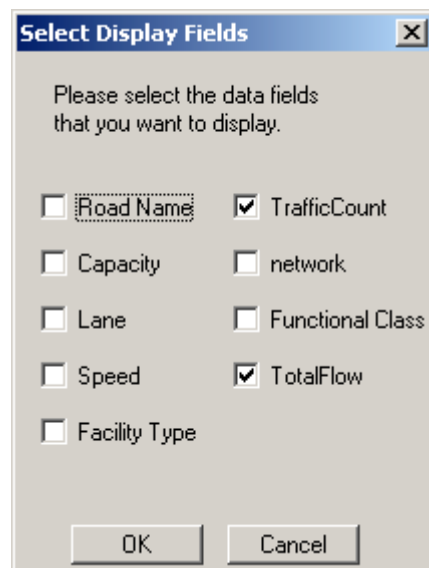 Select Display Fields
Please select the data fields
that you want to display.
Road Name TrafficCount
Capacity network
Lane Functional Class
Speed TotalFlow
Facility Type
OK Cancel